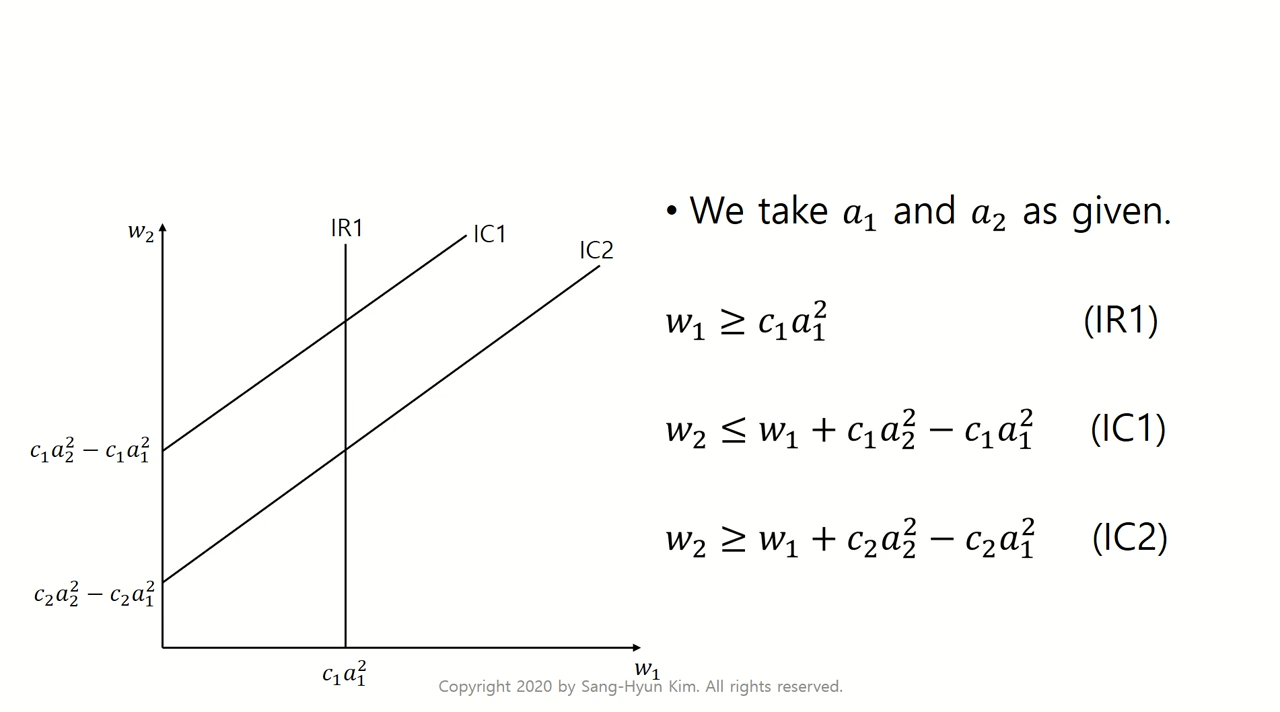 • We take a₁ and a₂ as given.
w₁ ≥ c₁a₁² (IR1)
w₂ ≤ w₁ + c₁a₂² − c₁a₁² (IC1)
w₂ ≥ w₁ + c₂a₂² − c₂a₁² (IC2)
w₂
IR1
IC1
IC2
c₁a₂² − c₁a₁²
c₂a₂² − c₂a₁²
c₁a₁²
w₁
Copyright 2020 by Sang-Hyun Kim. All rights reserved.